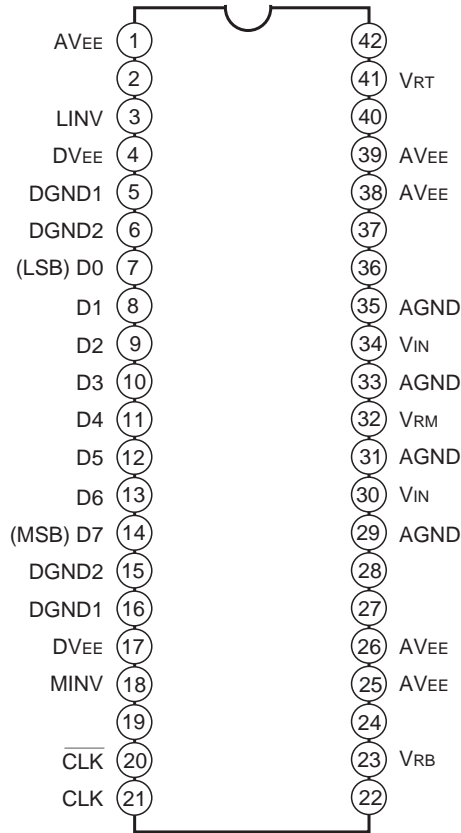 AVEE 1 42
2 41 VRT
LINV 3 40
DVEE 4 39 AVEE
DGND1 5 38 AVEE
DGND2 6 37
(LSB) D0 7 36
D1 8 35 AGND
D2 9 34 VIN
D3 10 33 AGND
D4 11 32 VRM
D5 12 31 AGND
D6 13 30 VIN
(MSB) D7 14 29 AGND
DGND2 15 28
DGND1 16 27
DVEE 17 26 AVEE
MINV 18 25 AVEE
19 24
C̅L̅K̅ 20 23 VRB
CLK 21 22